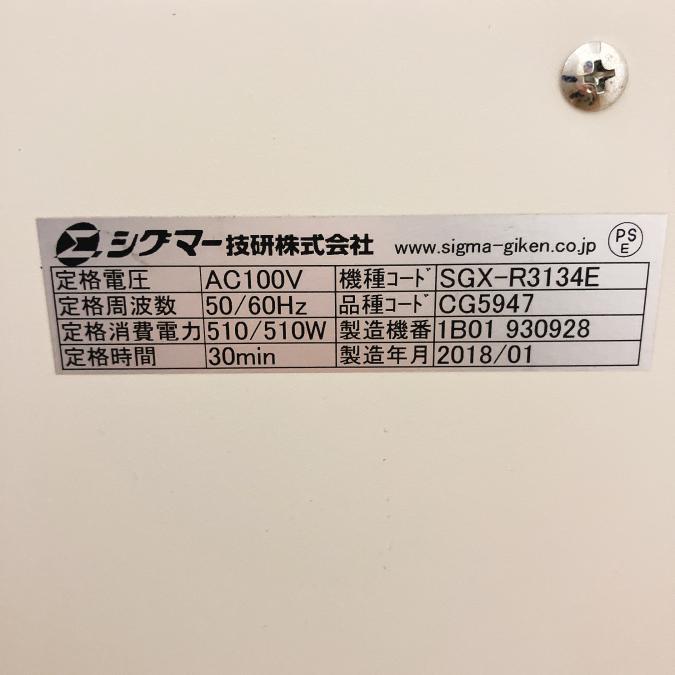 シグマー技研株式会社 www.sigma-giken.co.jp PSE
定格電圧 AC100V 機種コード SGX-R3134E
定格周波数 50/60Hz 品種コード CG5947
定格消費電力 510/510W 製造機番 1B01 930928
定格時間 30min 製造年月 2018/01